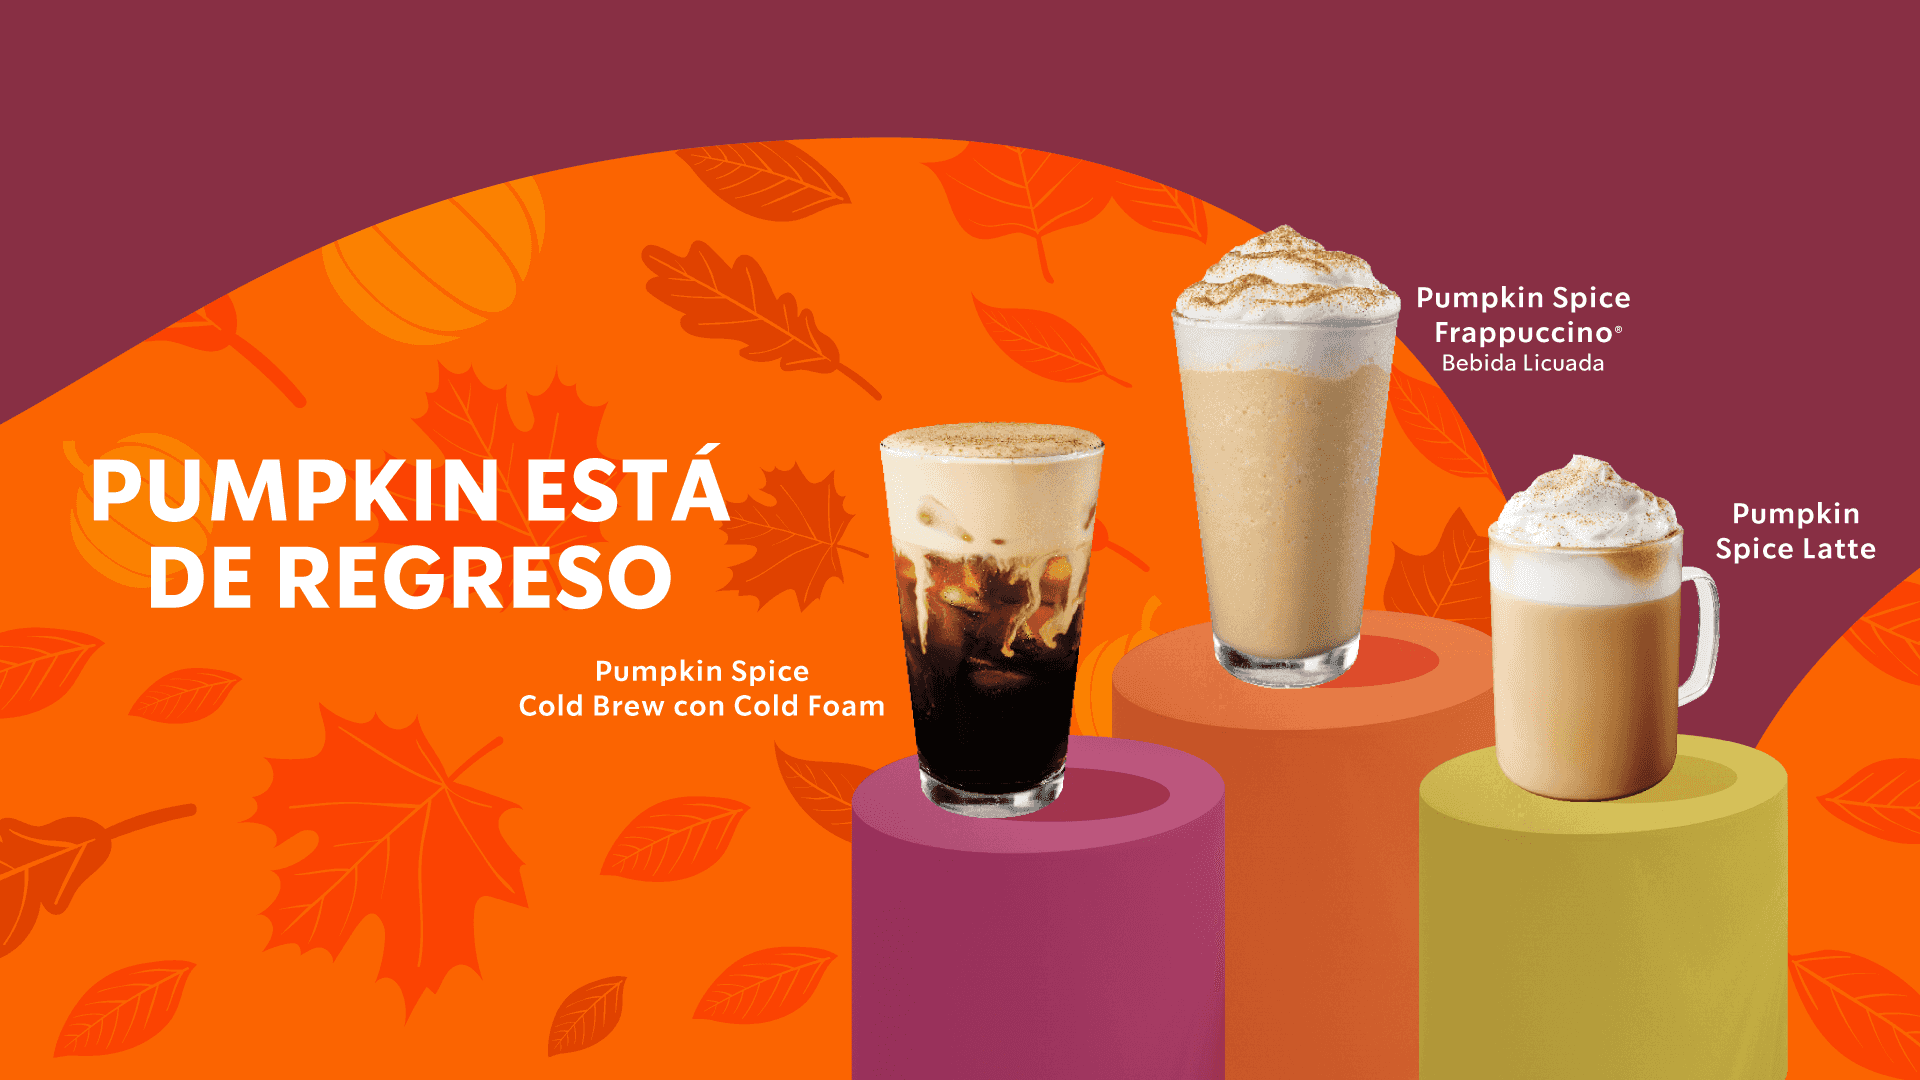 PUMPKIN ESTÁ
DE REGRESO
Pumpkin Spice
Cold Brew con Cold Foam
Pumpkin Spice
Frappuccino®
Bebida Licuada
Pumpkin
Spice Latte